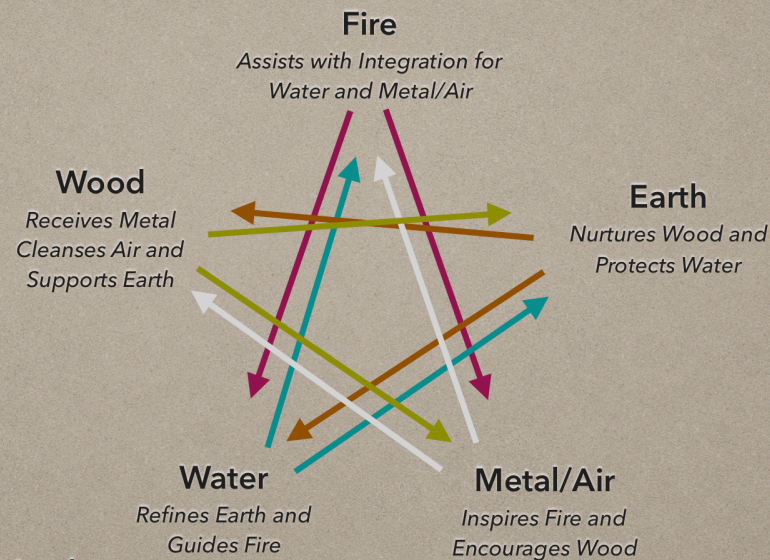 Fire
Assists with Integration for
Water and Metal/Air
Wood
Receives Metal
Cleanses Air and
Supports Earth
Earth
Nurtures Wood and
Protects Water
Water
Refines Earth and
Guides Fire
Metal/Air
Inspires Fire and
Encourages Wood